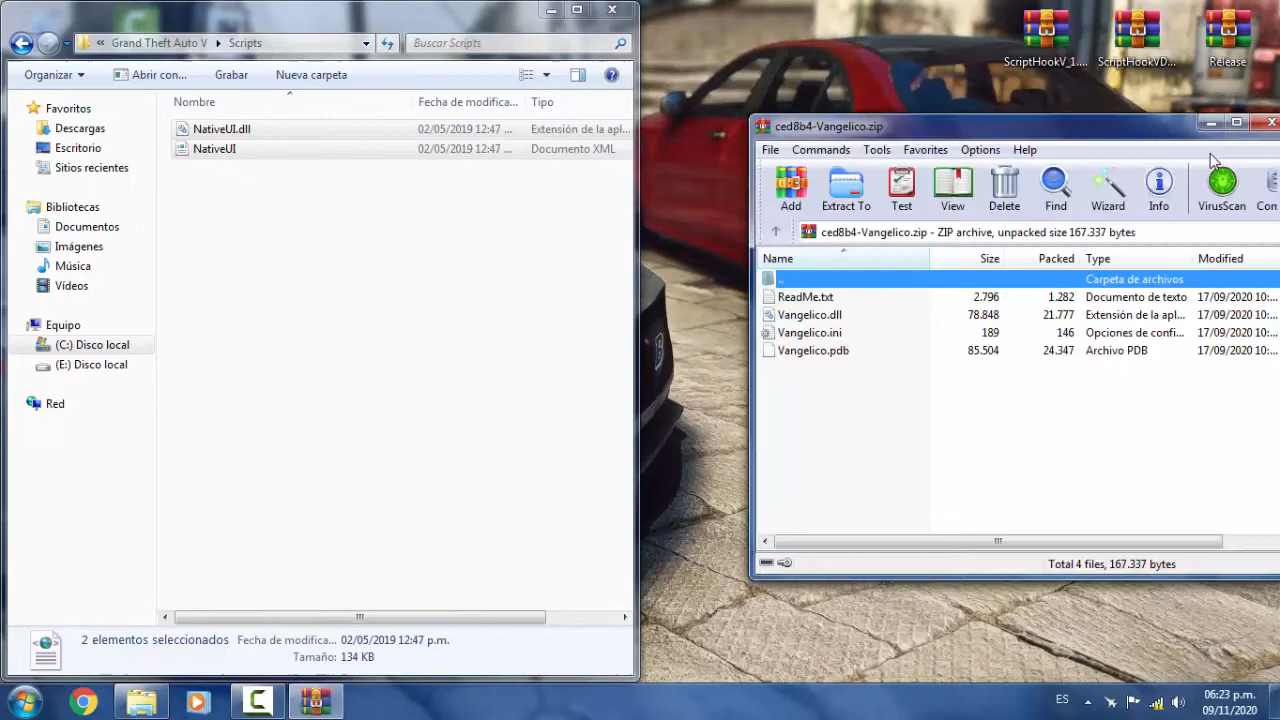 Grand Theft Auto V
Scripts
Buscar Scripts
Organizar
Abrir con...
Grabar
Nueva carpeta
Nombre
Fecha de modifica...
Tipo
Favoritos
Descargas
Escritorio
Sitios recientes
Bibliotecas
Documentos
Imágenes
Música
Vídeos
Equipo
(C:) Disco local
(E:) Disco local
Red
NativeUI.dll
02/05/2019 12:47 ...
Extensión de la apl...
NativeUI
02/05/2019 12:47 ...
Documento XML
2 elementos seleccionados
Fecha de modifica... 02/05/2019 12:47 p.m.
Tamaño: 134 KB
ScriptHookV_1....
ScriptHookVD...
Release
ced8b4-Vangelico.zip
File
Commands
Tools
Favorites
Options
Help
Add
Extract To
Test
View
Delete
Find
Wizard
Info
VirusScan
Con
ced8b4-Vangelico.zip - ZIP archive, unpacked size 167.337 bytes
Name
Size
Packed
Type
Modified
..
Carpeta de archivos
ReadMe.txt
2.796
1.282
Documento de texto
17/09/2020 10:...
Vangelico.dll
78.848
21.777
Extensión de la apl...
17/09/2020 10:...
Vangelico.ini
189
146
Opciones de confi...
17/09/2020 10:...
Vangelico.pdb
85.504
24.347
Archivo PDB
17/09/2020 10:...
Total 4 files, 167.337 bytes
ES
06:23 p.m.
09/11/2020